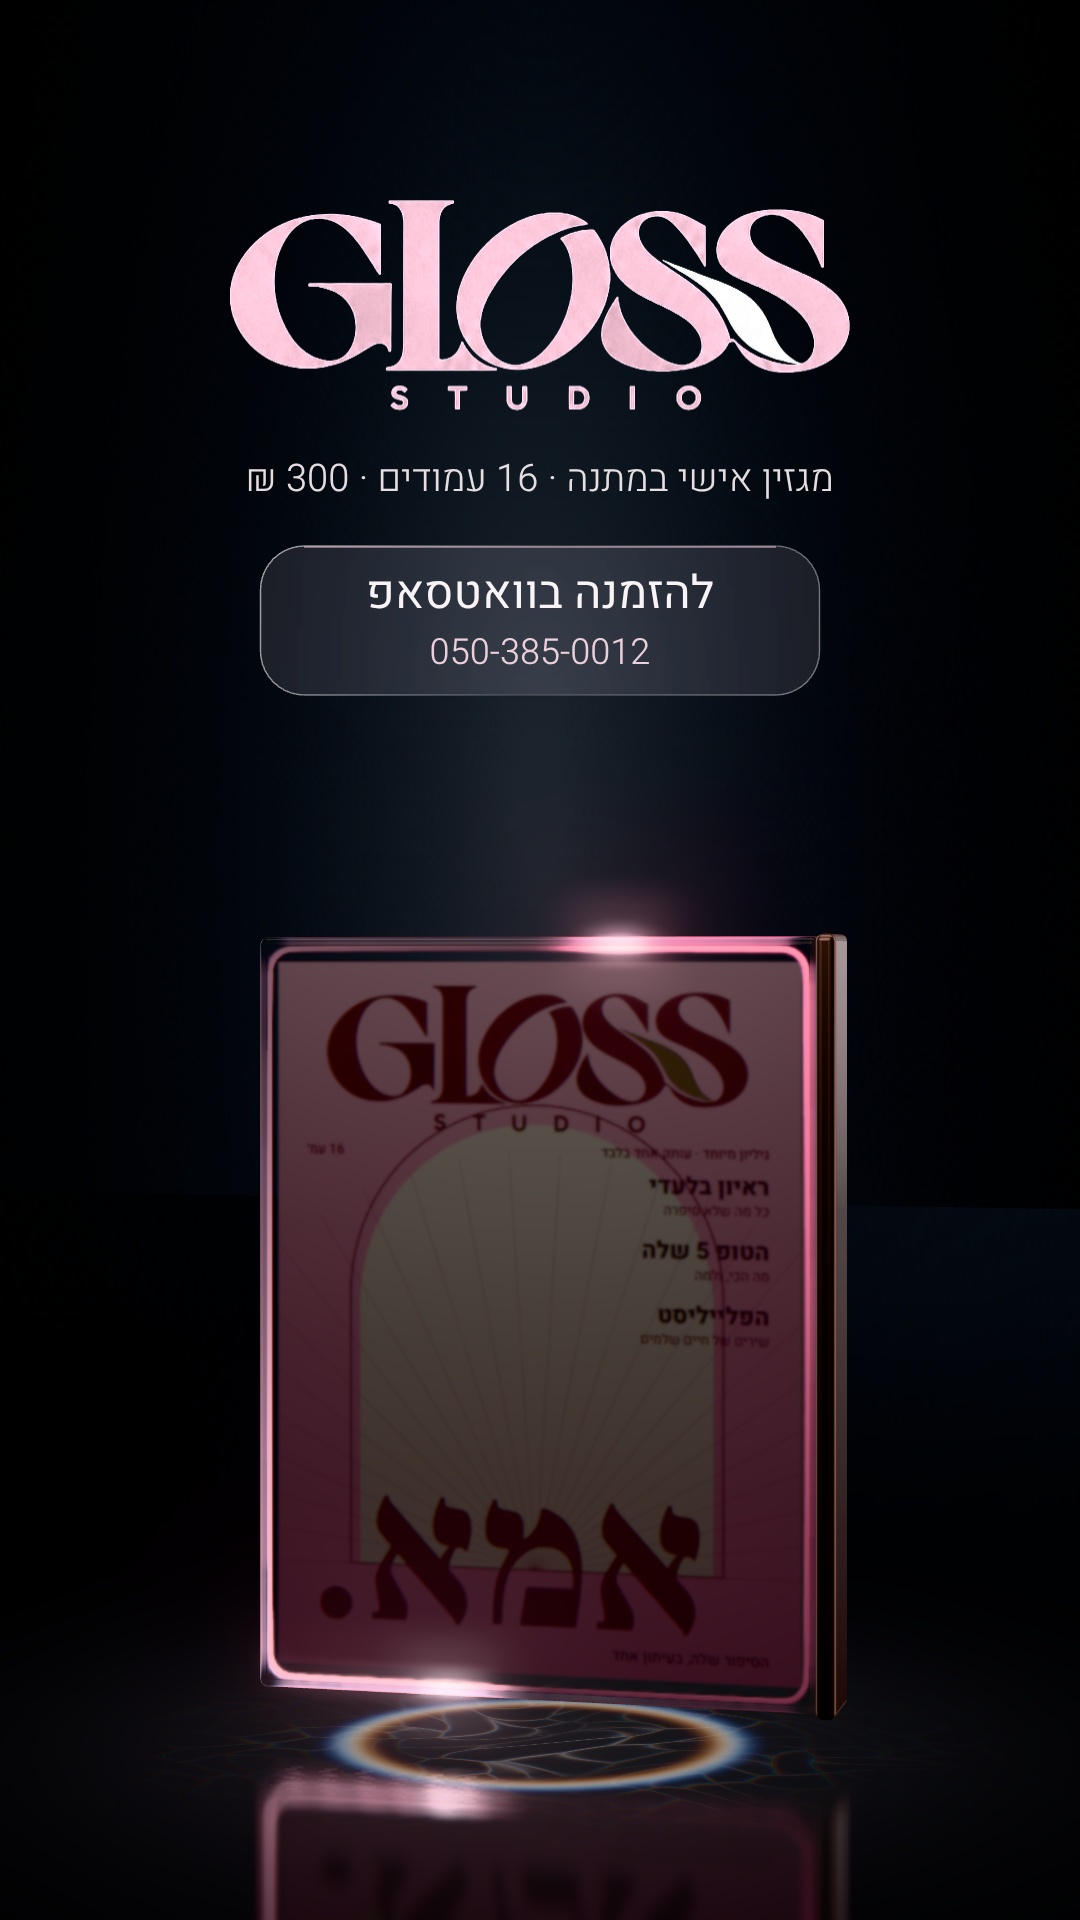 GLOSS
STUDIO
מגזין אישי במתנה · 16 עמודים · 300 ₪
להזמנה בוואטסאפ
050-385-0012
GLOSS
STUDIO
גיליון מיוחד · עותק אחד בלבד
16 עמ'
ראיון בלעדי
כל מה שלא סיפרה
הטופ 5 שלה
מה הכי, ולמה
הפלייליסט
שירים של חיים שלמים
אמא.
הסיפור שלה, בעיתון אחד